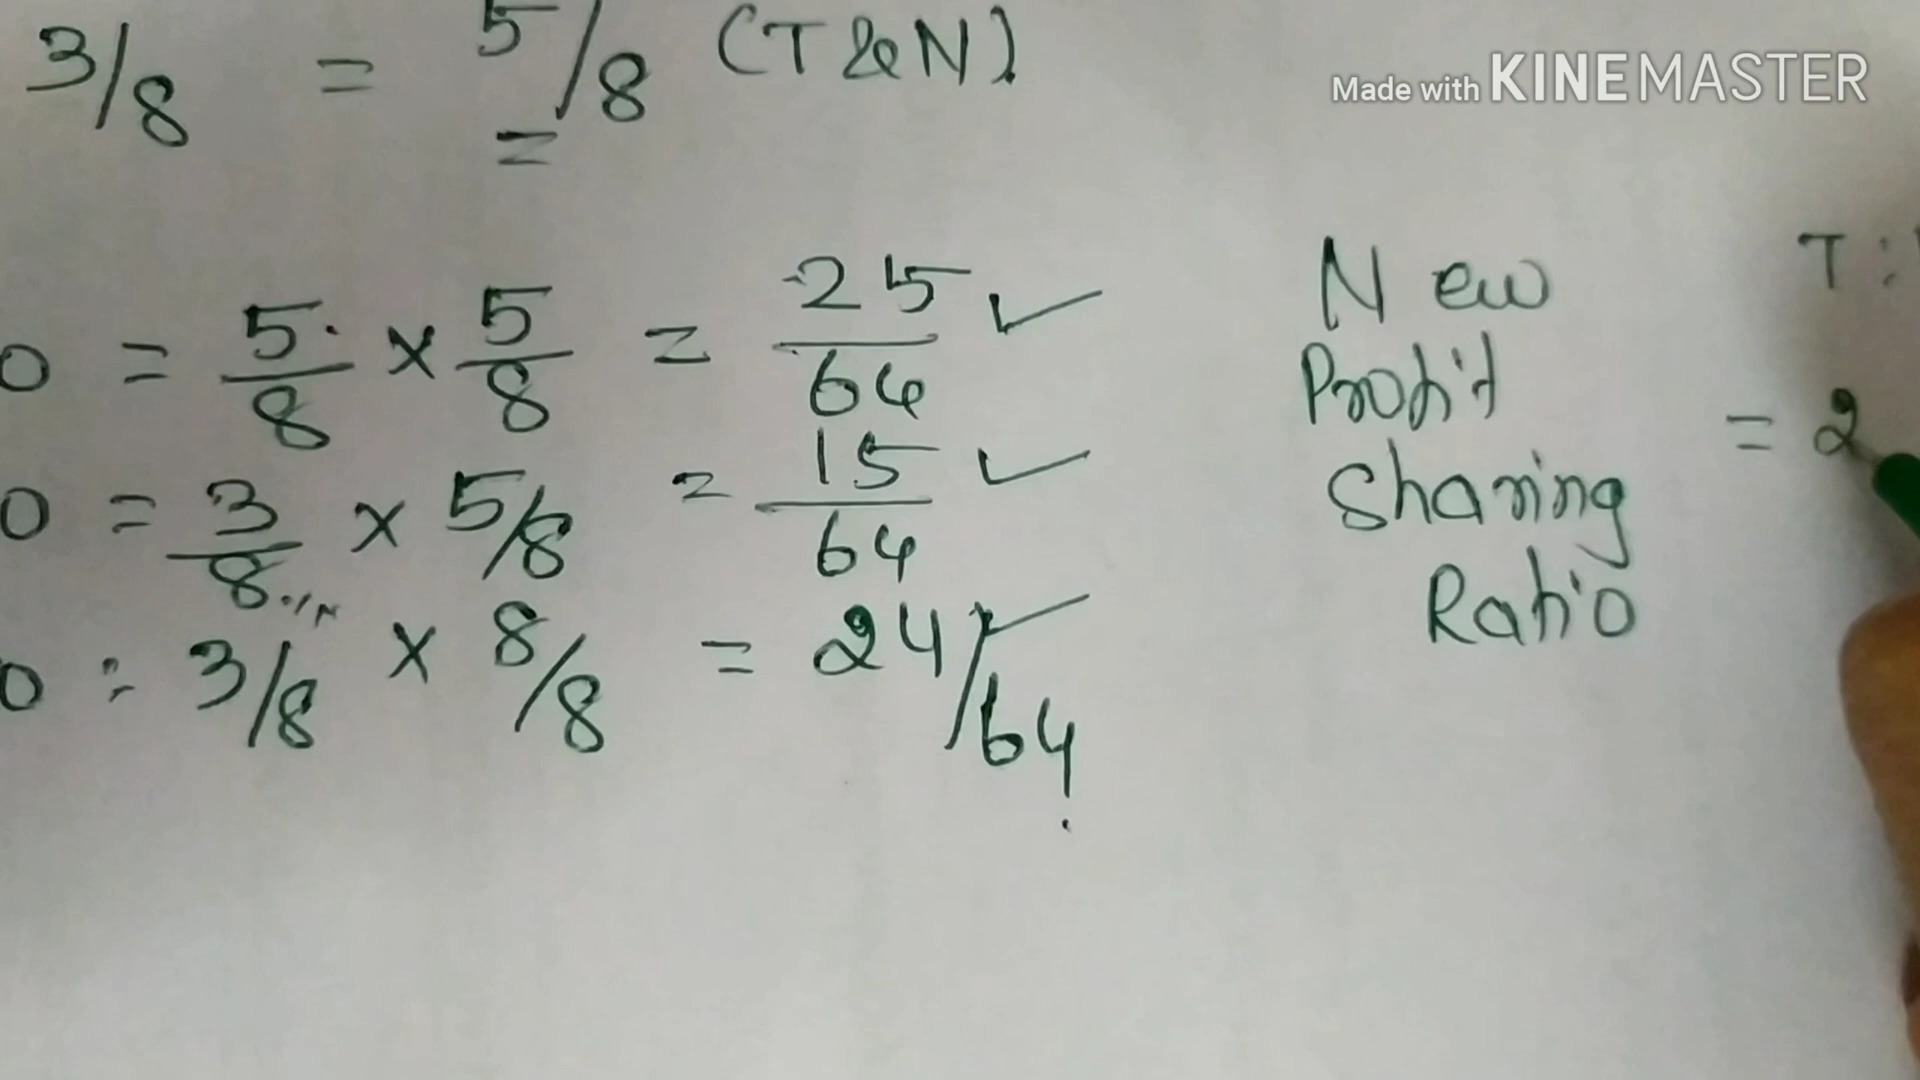 3/8 = 5/8 (T&N)
=
Made with KINEMASTER
0 = 5/8 × 5/8 = 25/64 ✓
0 = 3/8 × 5/8 = 15/64 ✓
0 : 3/8 × 8/8 = 24/64 ✓
New
Profit
Sharing
Ratio
T :
= 2